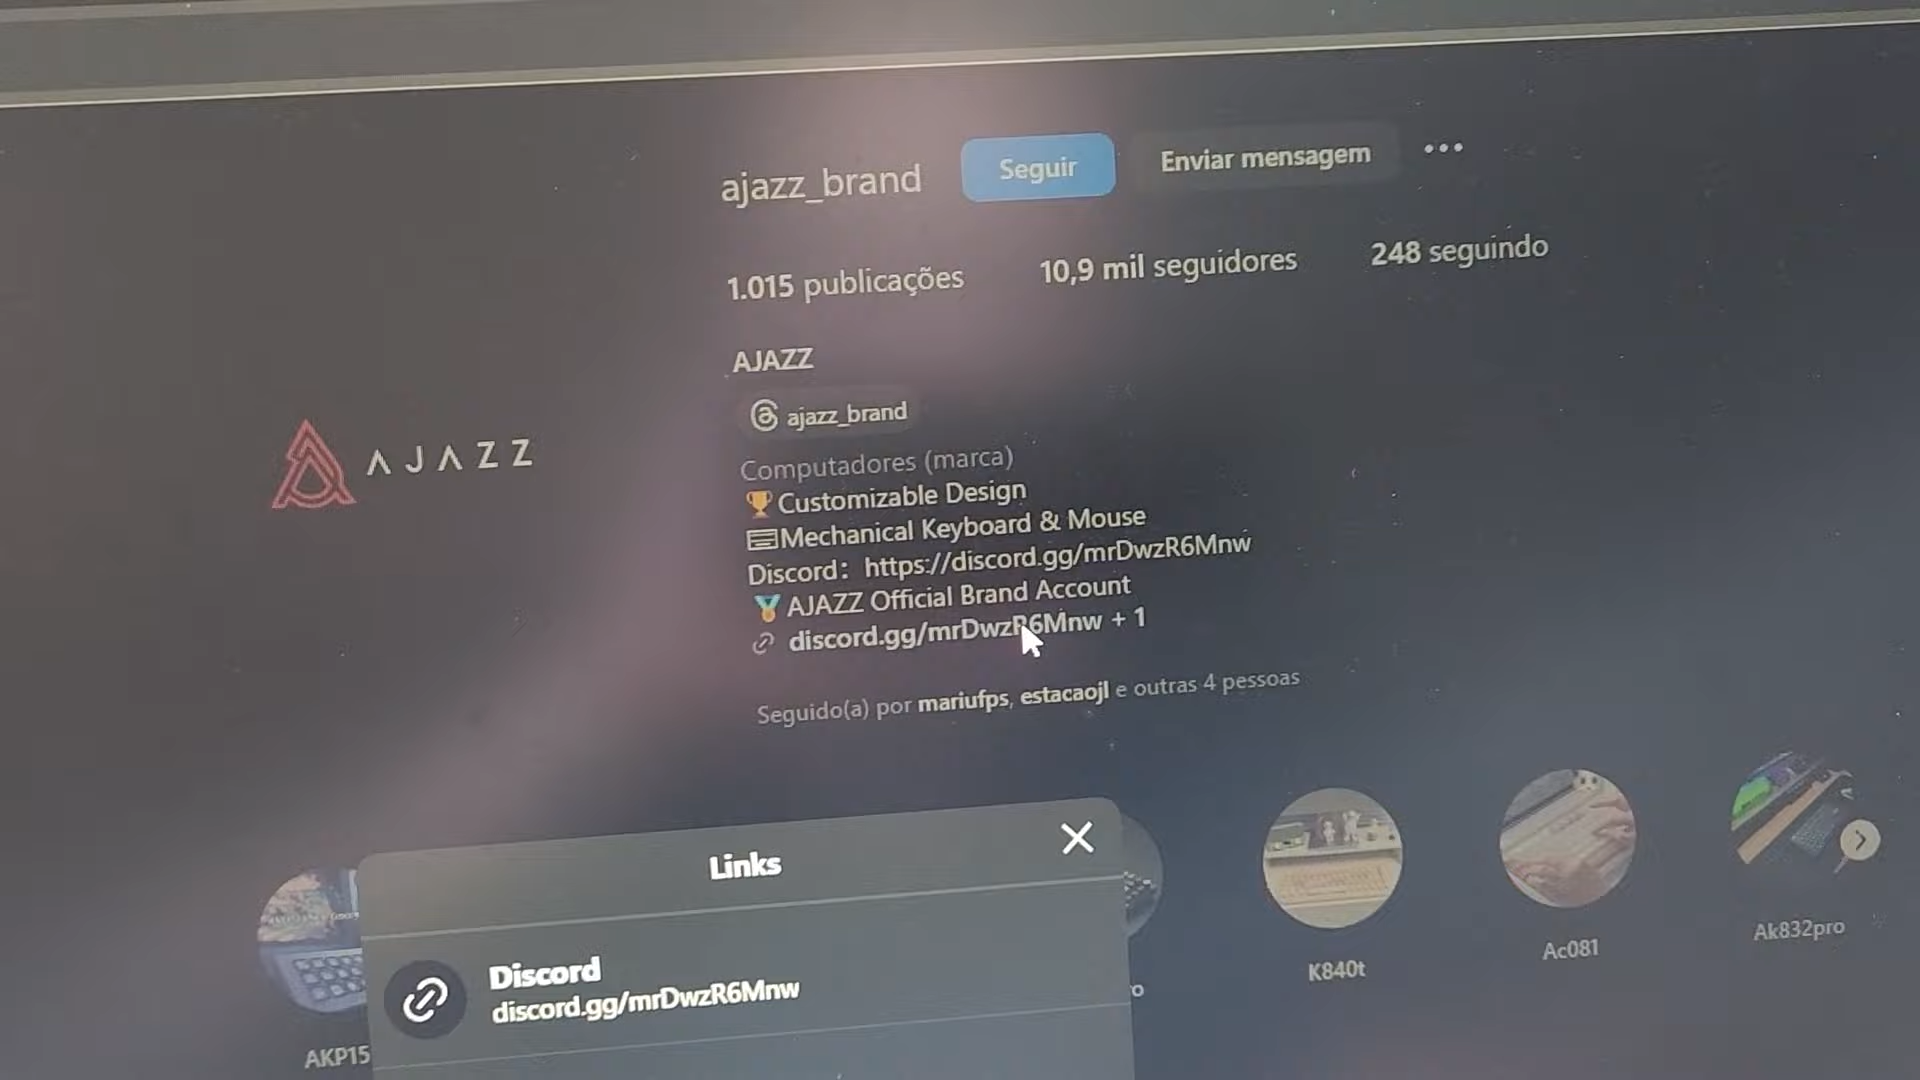 ajazz_brand
Seguir
Enviar mensagem
1.015 publicações
10,9 mil seguidores
248 seguindo
AJAZZ
ajazz_brand
AJAZZ
Computadores (marca)
🏆Customizable Design
⌨Mechanical Keyboard & Mouse
Discord：https://discord.gg/mrDwzR6Mnw
🏅AJAZZ Official Brand Account
discord.gg/mrDwzR6Mnw + 1
Seguido(a) por mariufps, estacaojl e outras 4 pessoas
Links
Discord
discord.gg/mrDwzR6Mnw
AKP15
K840t
Ac081
Ak832pro